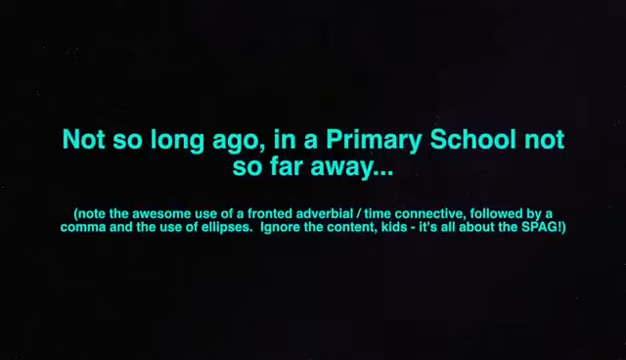 Not so long ago, in a Primary School not
so far away...
(note the awesome use of a fronted adverbial / time connective, followed by a
comma and the use of ellipses.  Ignore the content, kids - it's all about the SPAG!)